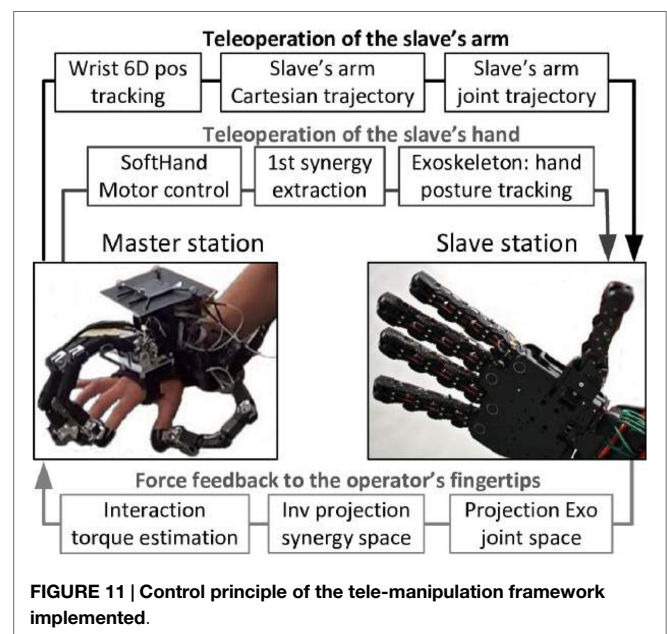 Teleoperation of the slave's arm
Wrist 6D pos
tracking
Slave's arm
Cartesian trajectory
Slave's arm
joint trajectory
Teleoperation of the slave's hand
SoftHand
Motor control
1st synergy
extraction
Exoskeleton: hand
posture tracking
Master station
Slave station
Force feedback to the operator's fingertips
Interaction
torque estimation
Inv projection
synergy space
Projection Exo
joint space
FIGURE 11 | Control principle of the tele-manipulation framework
implemented.